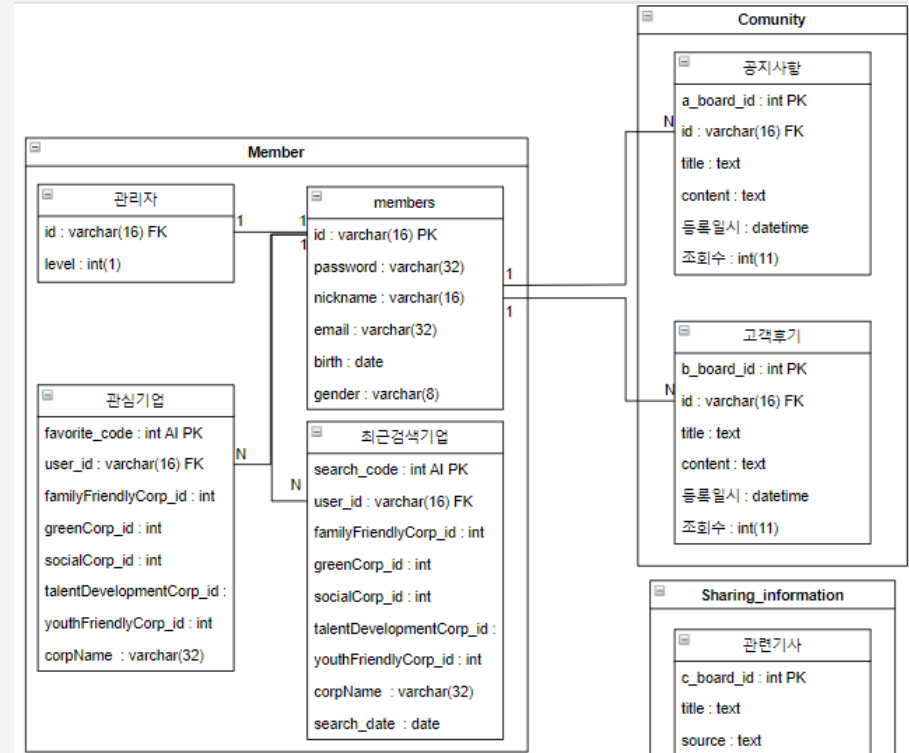 Member
관리자
id : varchar(16) FK
level : int(1)
1
1
1
members
id : varchar(16) PK
password : varchar(32)
nickname : varchar(16)
email : varchar(32)
birth : date
gender : varchar(8)
1
1
관심기업
favorite_code : int AI PK
user_id : varchar(16) FK
familyFriendlyCorp_id : int
greenCorp_id : int
socialCorp_id : int
talentDevelopmentCorp_id :
youthFriendlyCorp_id : int
corpName : varchar(32)
N
N
최근검색기업
search_code : int AI PK
user_id : varchar(16) FK
familyFriendlyCorp_id : int
greenCorp_id : int
socialCorp_id : int
talentDevelopmentCorp_id :
youthFriendlyCorp_id : int
corpName : varchar(32)
search_date : date
Comunity
공지사항
a_board_id : int PK
N
id : varchar(16) FK
title : text
content : text
등록일시 : datetime
조회수 : int(11)
고객후기
b_board_id : int PK
N
id : varchar(16) FK
title : text
content : text
등록일시 : datetime
조회수 : int(11)
Sharing_information
관련기사
c_board_id : int PK
title : text
source : text